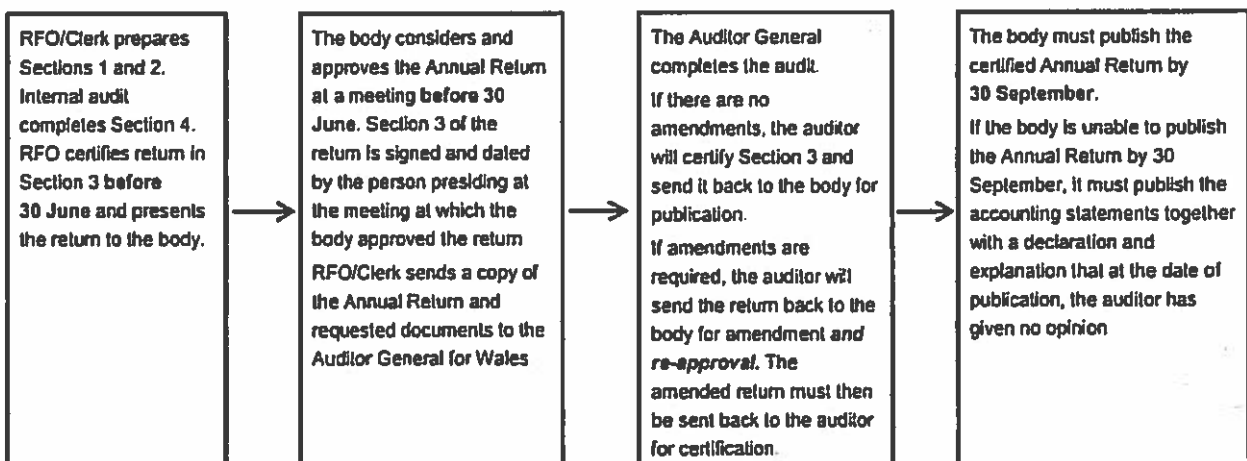 RFO/Clerk prepares
Sections 1 and 2.
Internal audit
completes Section 4.
RFO certifies return in
Section 3 before
30 June and presents
the return to the body.
The body considers and
approves the Annual Return
at a meeting before 30
June. Section 3 of the
return is signed and dated
by the person presiding at
the meeting at which the
body approved the return
RFO/Clerk sends a copy of
the Annual Return and
requested documents to the
Auditor General for Wales
The Auditor General
completes the audit.
If there are no
amendments, the auditor
will certify Section 3 and
send it back to the body for
publication.
If amendments are
required, the auditor will
send the return back to the
body for amendment and
re-approval. The
amended return must then
be sent back to the auditor
for certification.
The body must publish the
certified Annual Return by
30 September.
If the body is unable to publish
the Annual Return by 30
September, it must publish the
accounting statements together
with a declaration and
explanation that at the date of
publication, the auditor has
given no opinion